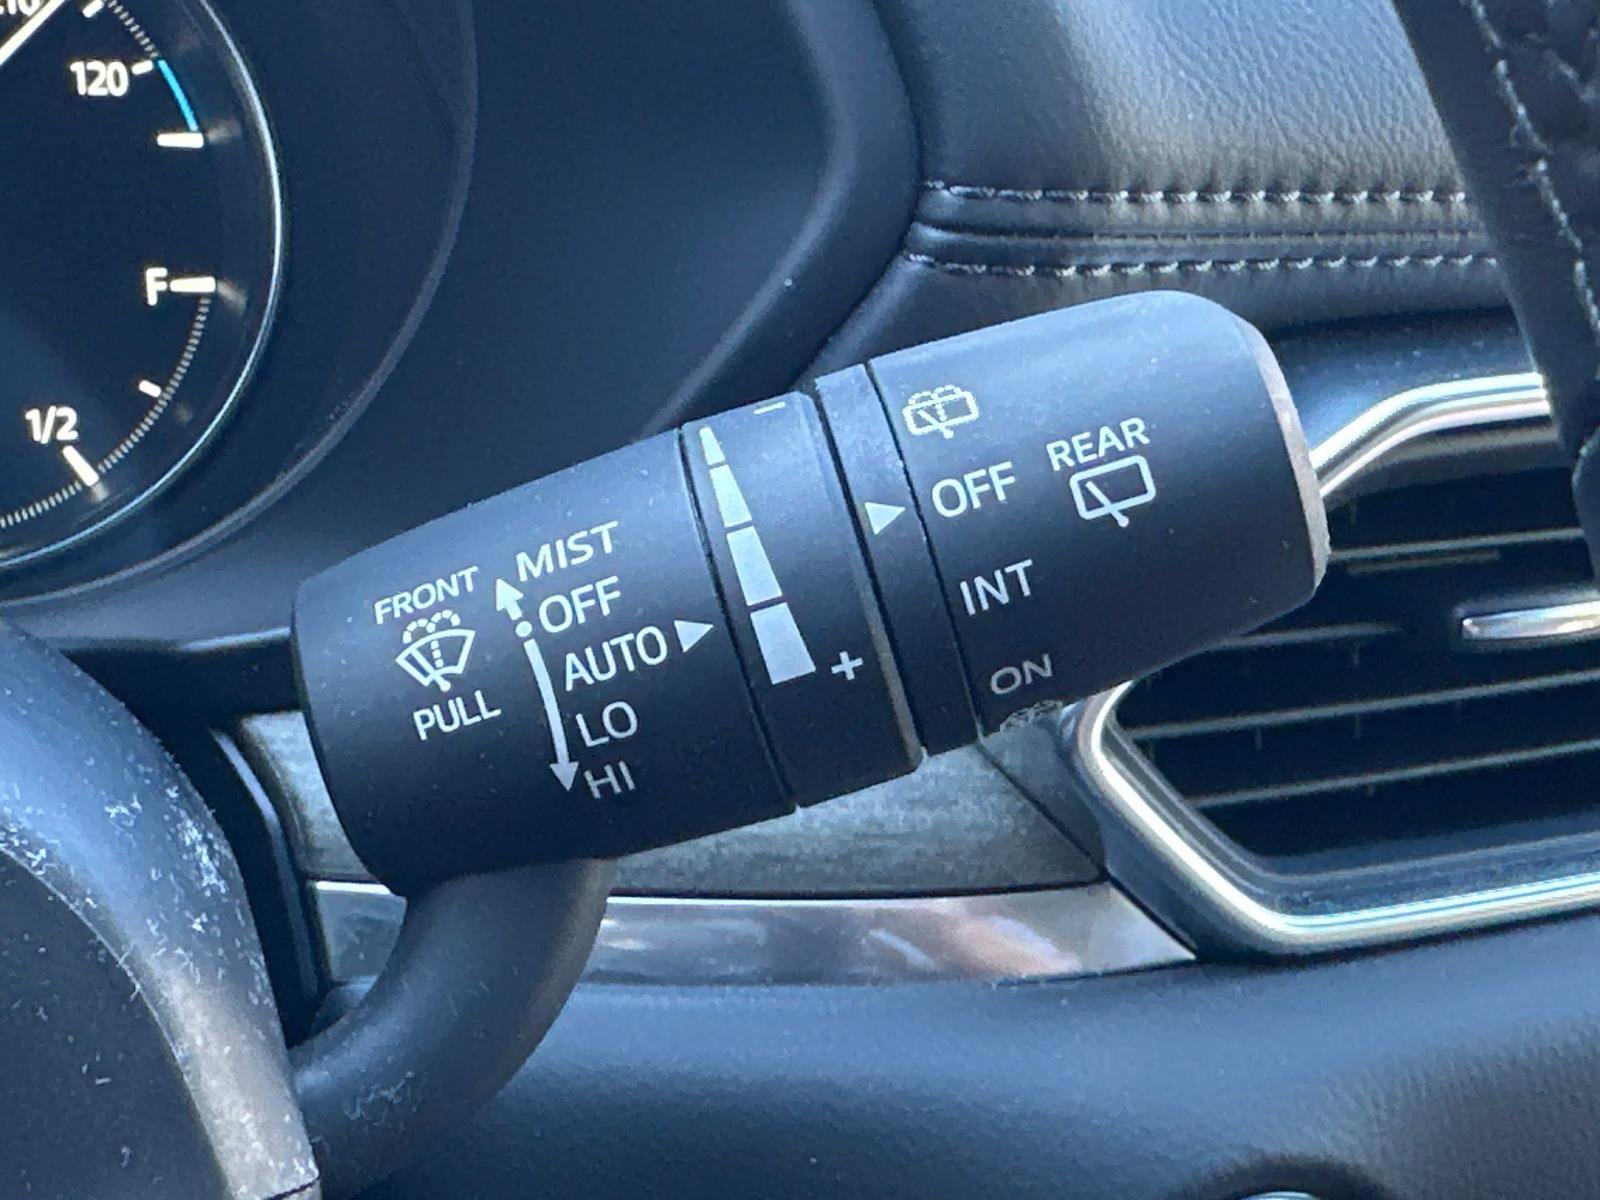 120
F
1/2
FRONT
PULL
MIST
OFF
AUTO
LO
HI
−
+
OFF
INT
ON
REAR